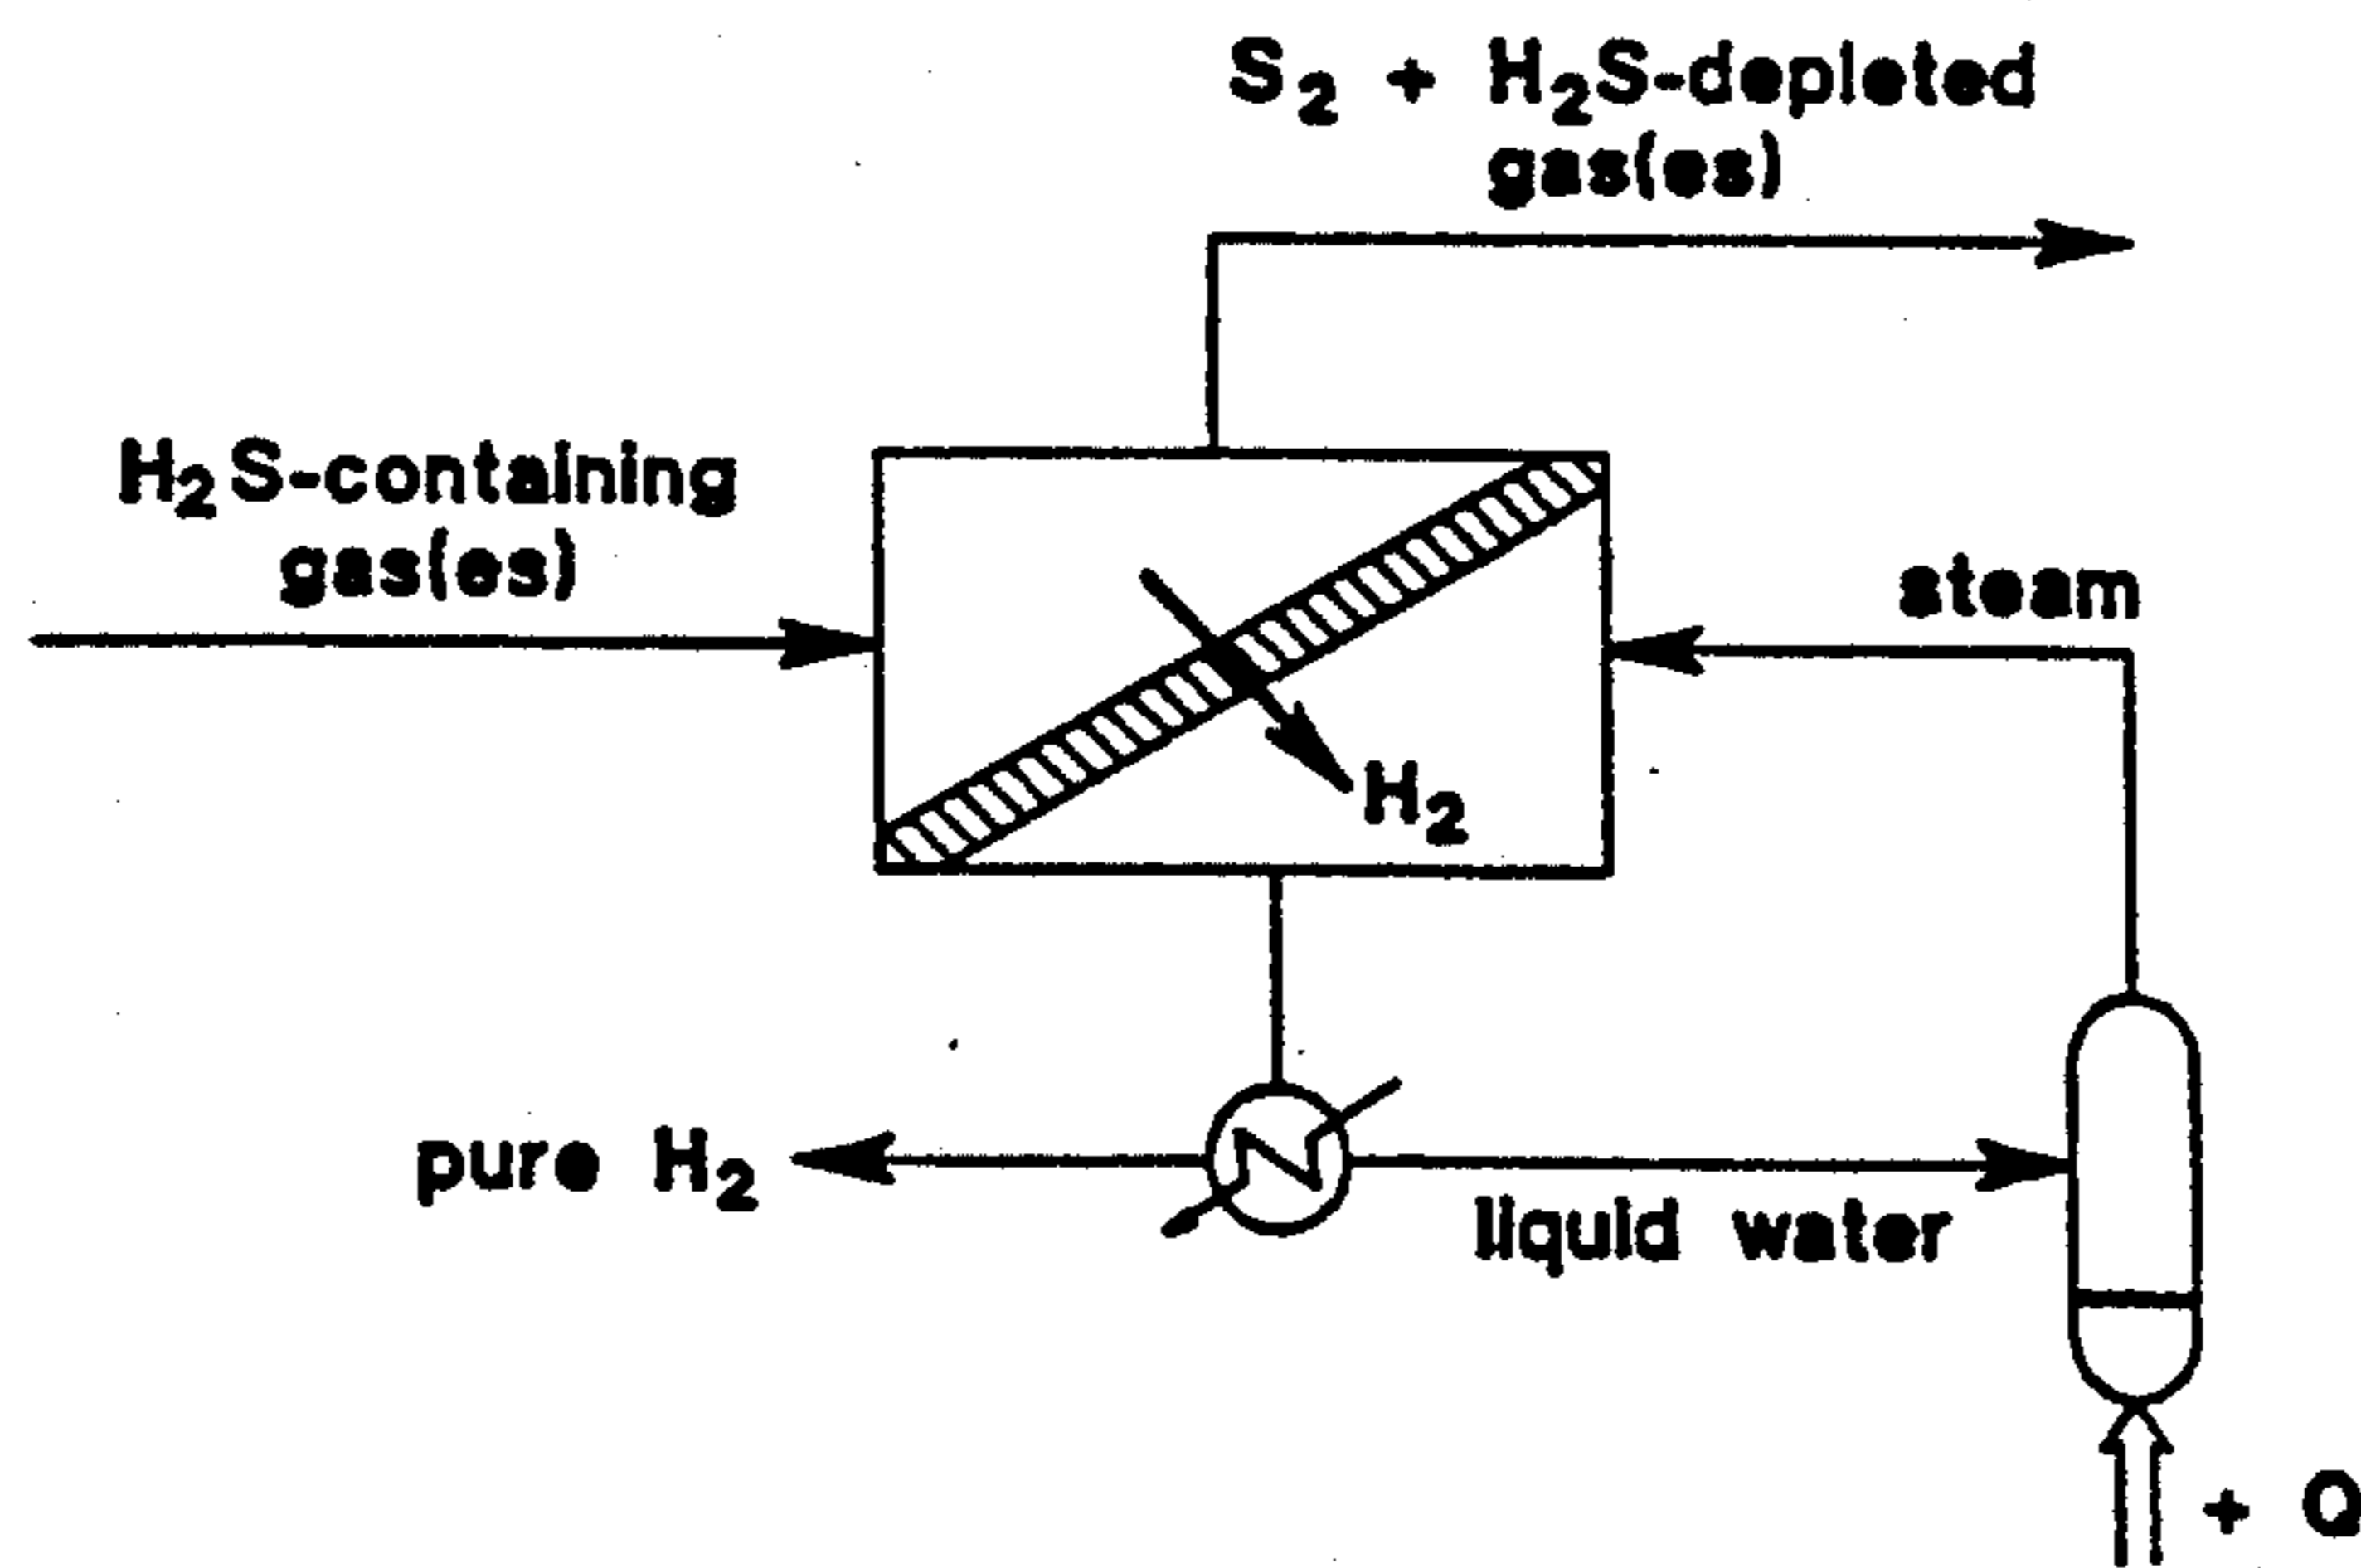 S₂ + H₂S-depleted
gas(es)
H₂S-containing
gas(es)
steam
H₂
pure H₂
liquid water
+ Q